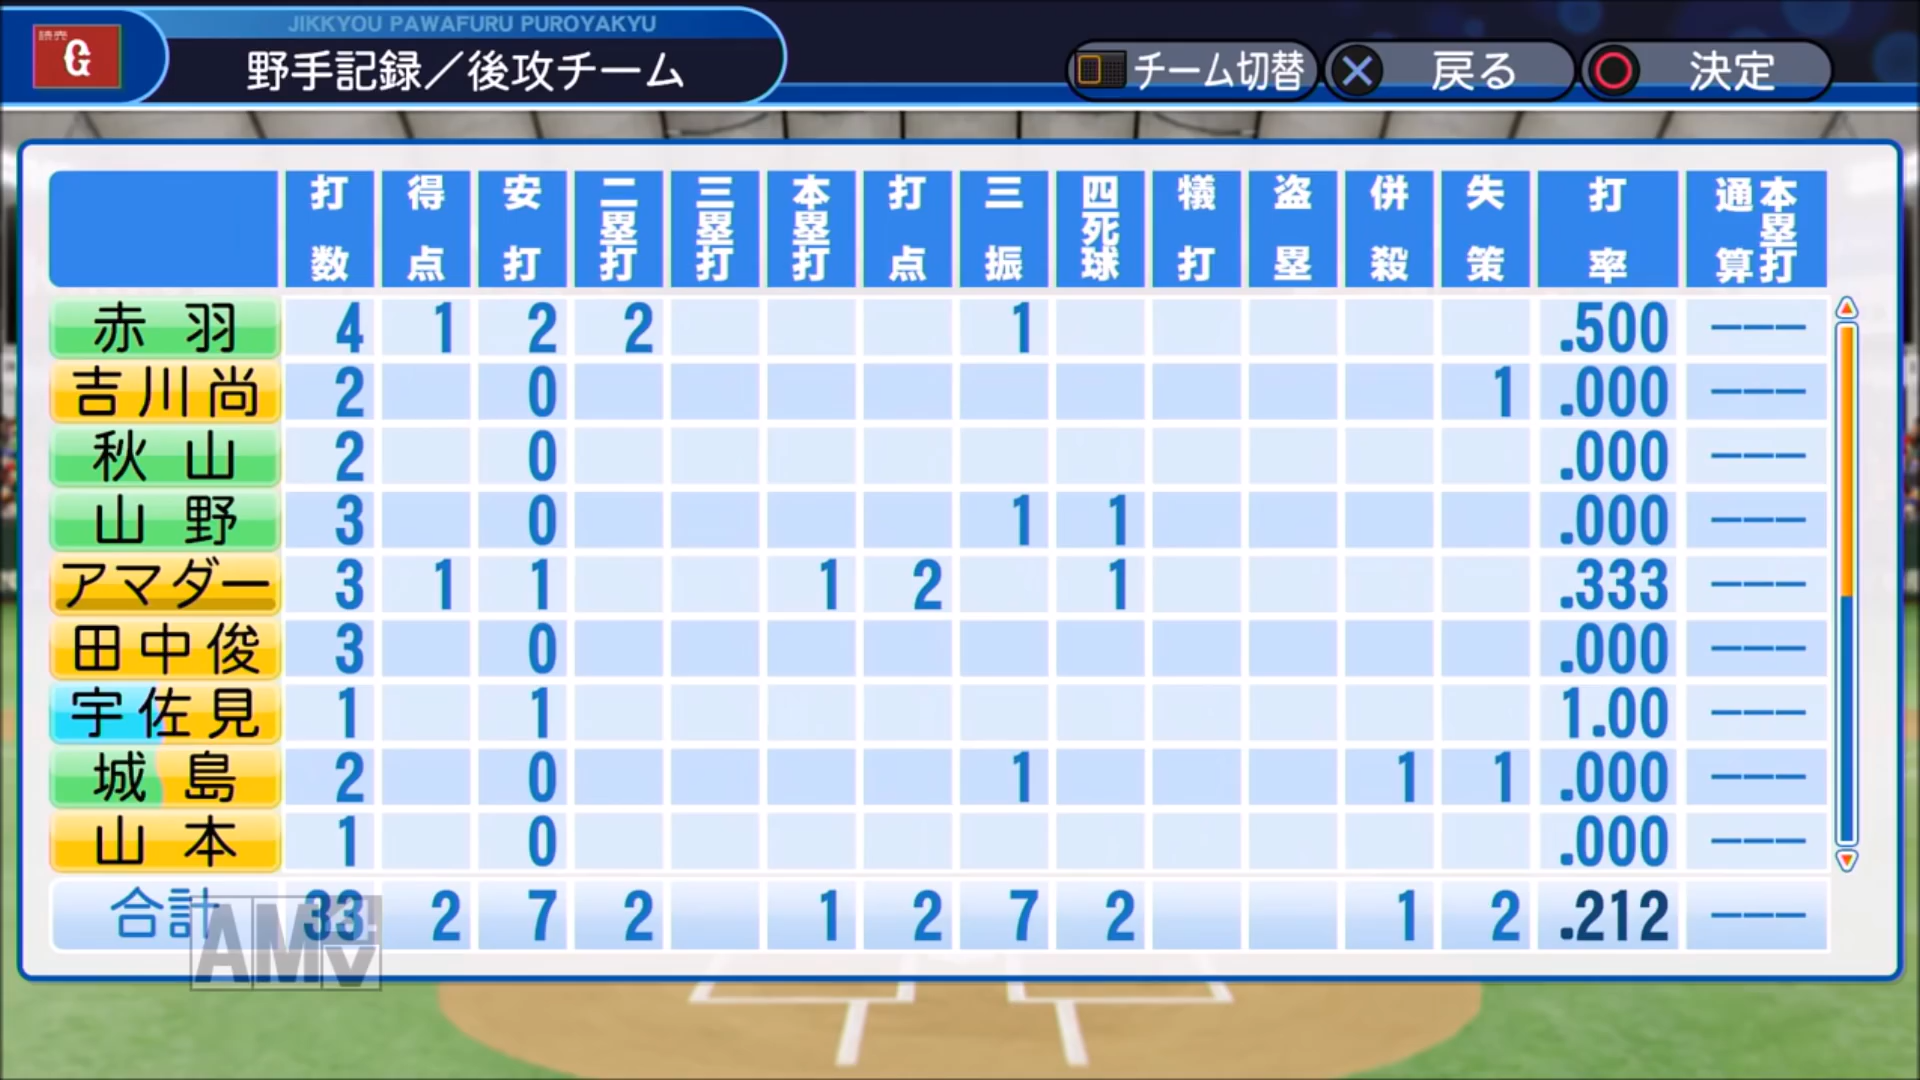 読売
G
JIKKYOU PAWAFURU PUROYAKYU
野手記録／後攻チーム
チーム切替 戻る 決定
打数 得点 安打 二塁打 三塁打 本塁打 打点 三振 四死球 犠打 盗塁 併殺 失策 打率 通算本塁打
赤羽 4 1 2 2 1 .500 ---
吉川尚 2 0 1 .000 ---
秋山 2 0 .000 ---
山野 3 0 1 1 .000 ---
アマダー 3 1 1 1 2 1 .333 ---
田中俊 3 0 .000 ---
宇佐見 1 1 1.00 ---
城島 2 0 1 1 1 .000 ---
山本 1 0 .000 ---
合計 33 2 7 2 1 2 7 2 1 2 .212 ---